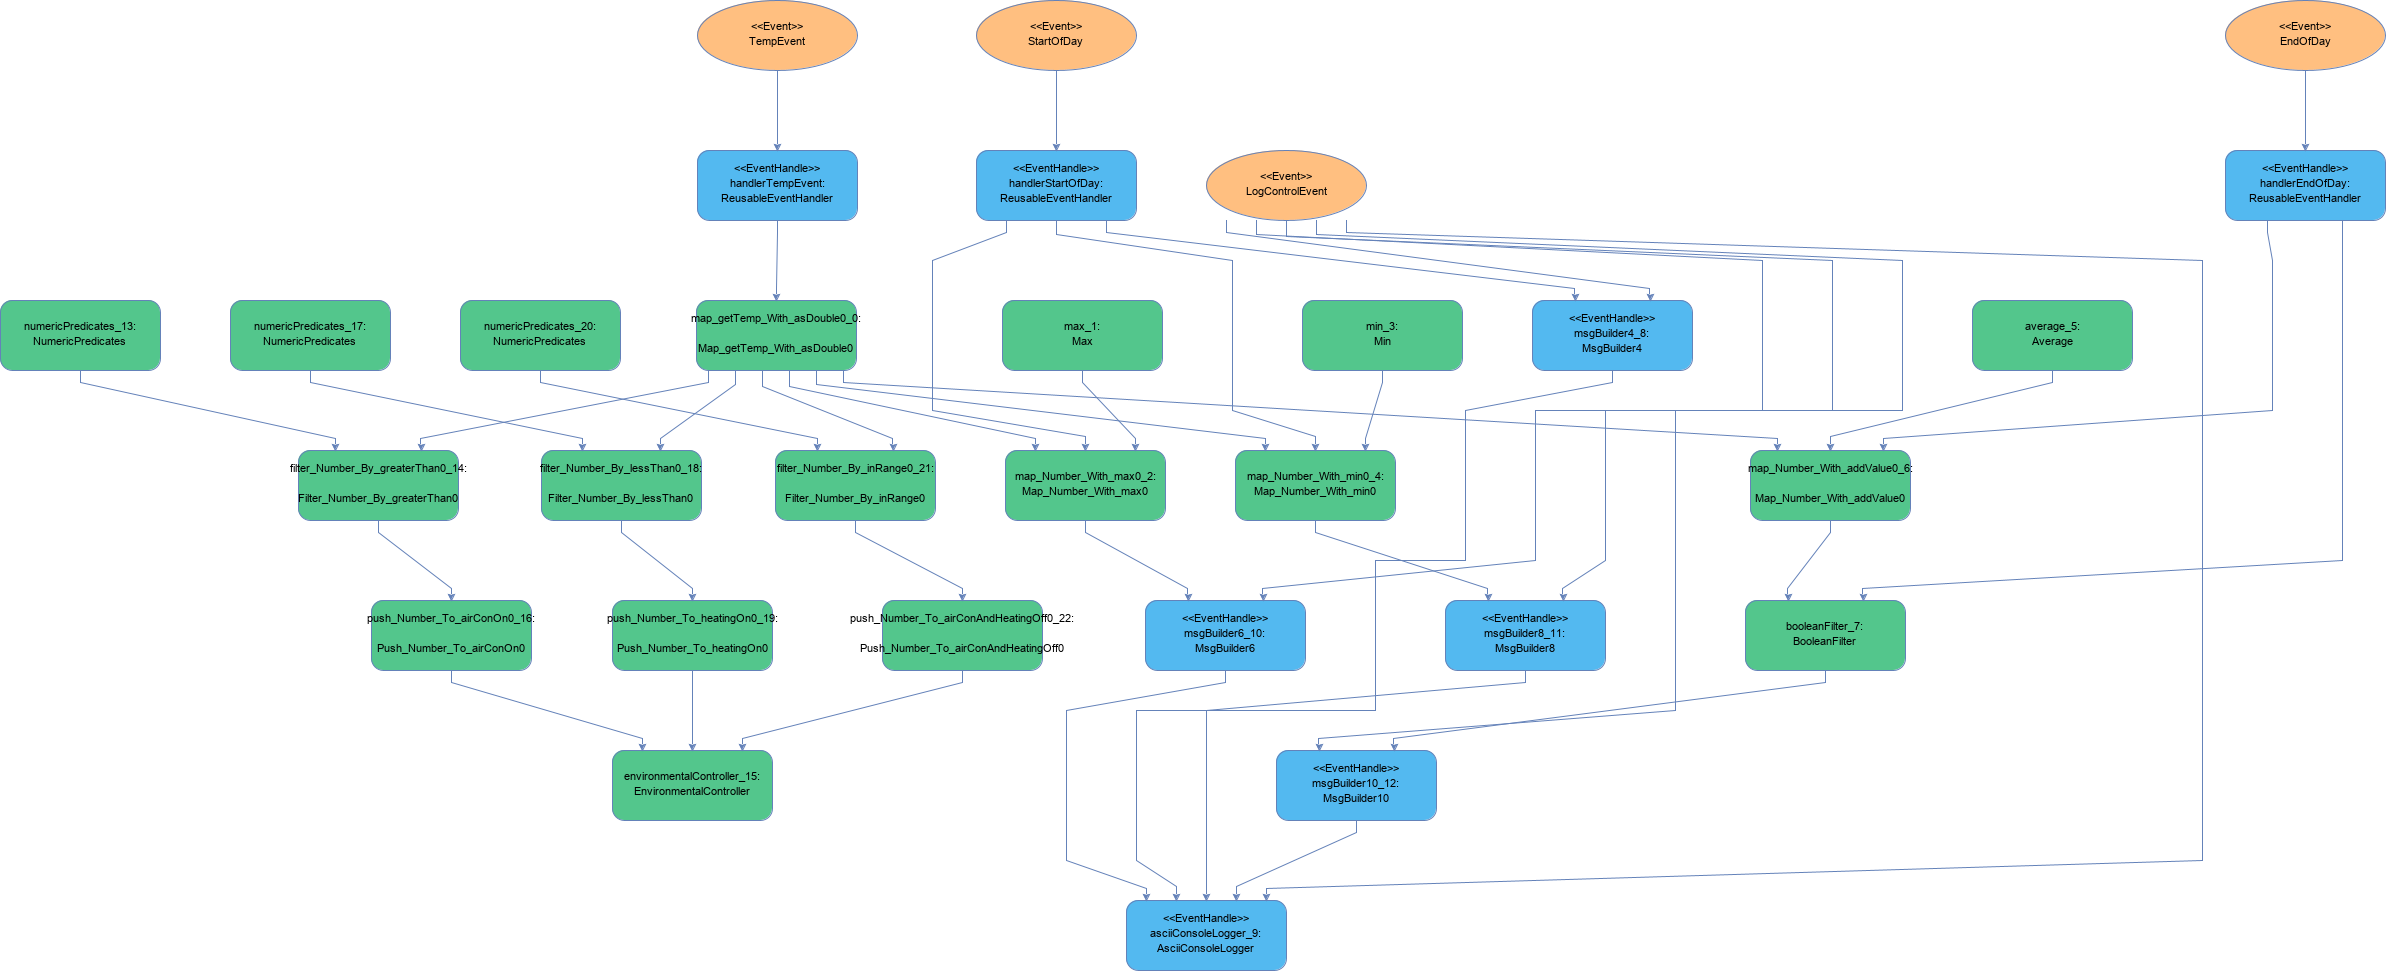 <<Event>>
TempEvent
<<Event>>
StartOfDay
<<Event>>
EndOfDay
<<EventHandle>>
handlerTempEvent:
ReusableEventHandler
<<EventHandle>>
handlerStartOfDay:
ReusableEventHandler
<<Event>>
LogControlEvent
<<EventHandle>>
handlerEndOfDay:
ReusableEventHandler
numericPredicates_13:
NumericPredicates
numericPredicates_17:
NumericPredicates
numericPredicates_20:
NumericPredicates
map_getTemp_With_asDouble0_0:
Map_getTemp_With_asDouble0
max_1:
Max
min_3:
Min
<<EventHandle>>
msgBuilder4_8:
MsgBuilder4
average_5:
Average
filter_Number_By_greaterThan0_14:
Filter_Number_By_greaterThan0
filter_Number_By_lessThan0_18:
Filter_Number_By_lessThan0
filter_Number_By_inRange0_21:
Filter_Number_By_inRange0
map_Number_With_max0_2:
Map_Number_With_max0
map_Number_With_min0_4:
Map_Number_With_min0
map_Number_With_addValue0_6:
Map_Number_With_addValue0
push_Number_To_airConOn0_16:
Push_Number_To_airConOn0
push_Number_To_heatingOn0_19:
Push_Number_To_heatingOn0
push_Number_To_airConAndHeatingOff0_22:
Push_Number_To_airConAndHeatingOff0
<<EventHandle>>
msgBuilder6_10:
MsgBuilder6
<<EventHandle>>
msgBuilder8_11:
MsgBuilder8
booleanFilter_7:
BooleanFilter
environmentalController_15:
EnvironmentalController
<<EventHandle>>
msgBuilder10_12:
MsgBuilder10
<<EventHandle>>
asciiConsoleLogger_9:
AsciiConsoleLogger